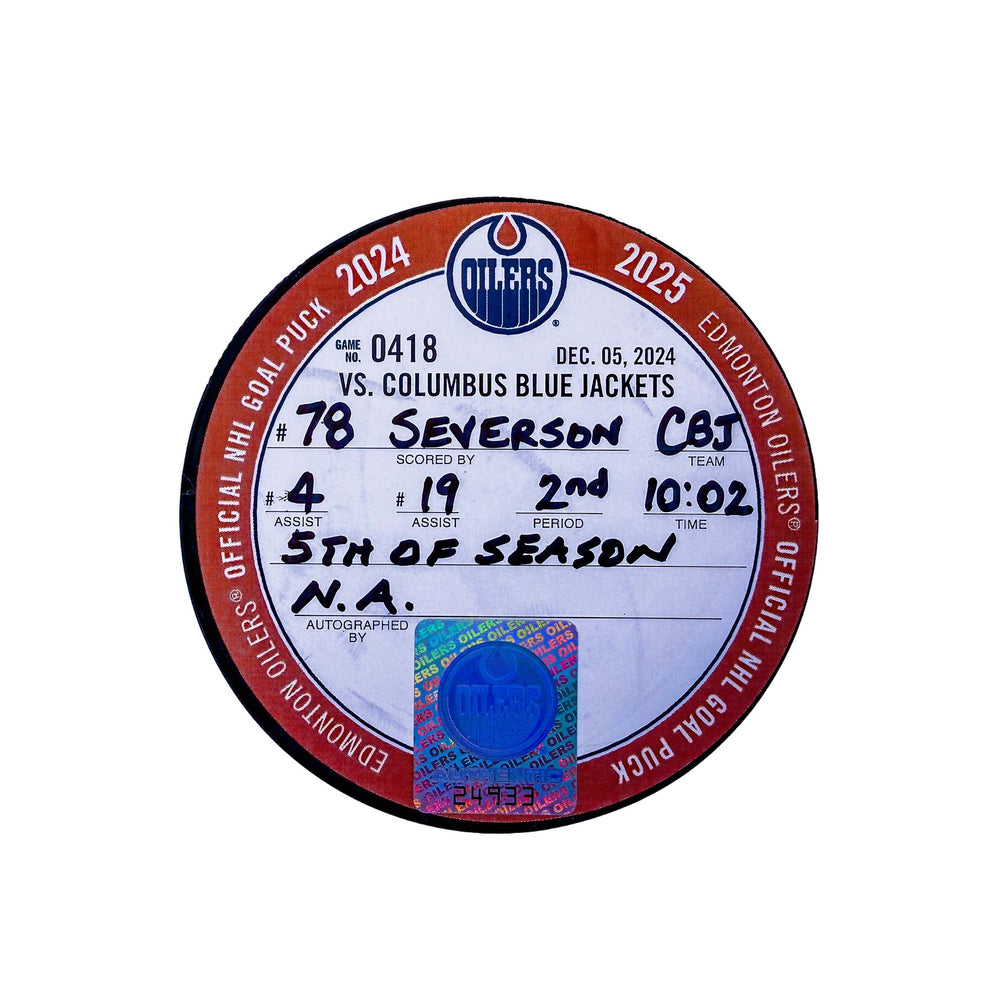 2024 2025
OILERS
OFFICIAL NHL GOAL PUCK
EDMONTON OILERS®
EDMONTON OILERS®
OFFICIAL NHL GOAL PUCK
GAME NO. 0418 DEC. 05, 2024
VS. COLUMBUS BLUE JACKETS
# 78 SEVERSON CBJ
SCORED BY TEAM
# 4 # 19 2nd 10:02
ASSIST ASSIST PERIOD TIME
5TH OF SEASON
N.A.
AUTOGRAPHED
BY
OILERS
AUTHENTIC
24933